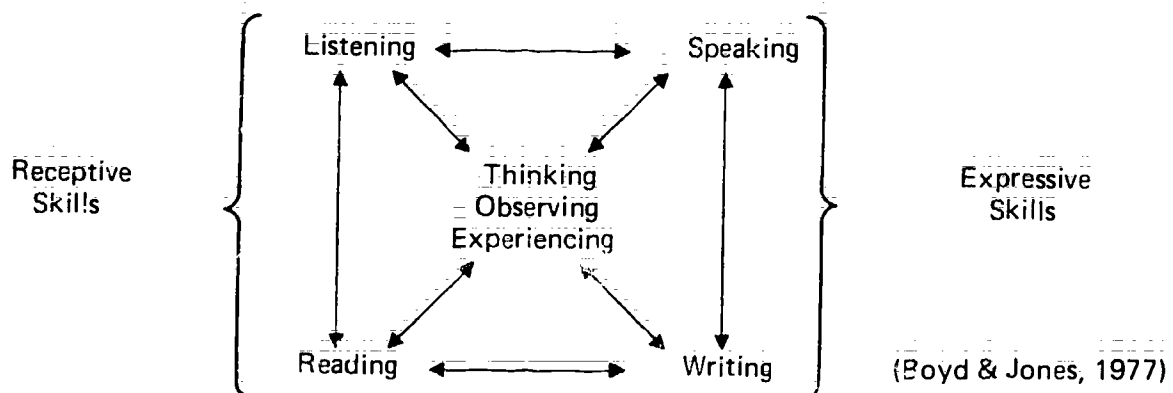 Listening
Speaking
Receptive
Skills
Thinking
Observing
Experiencing
Expressive
Skills
Reading
Writing
(Boyd & Jones, 1977)